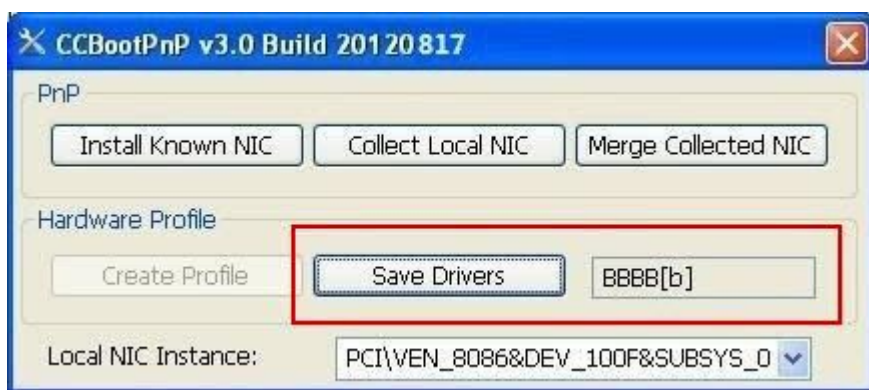 CCBootPnP v3.0 Build 20120817
PnP
Install Known NIC Collect Local NIC Merge Collected NIC
Hardware Profile
Create Profile Save Drivers BBBB[b]
Local NIC Instance: PCI\VEN_8086&DEV_100F&SUBSYS_0